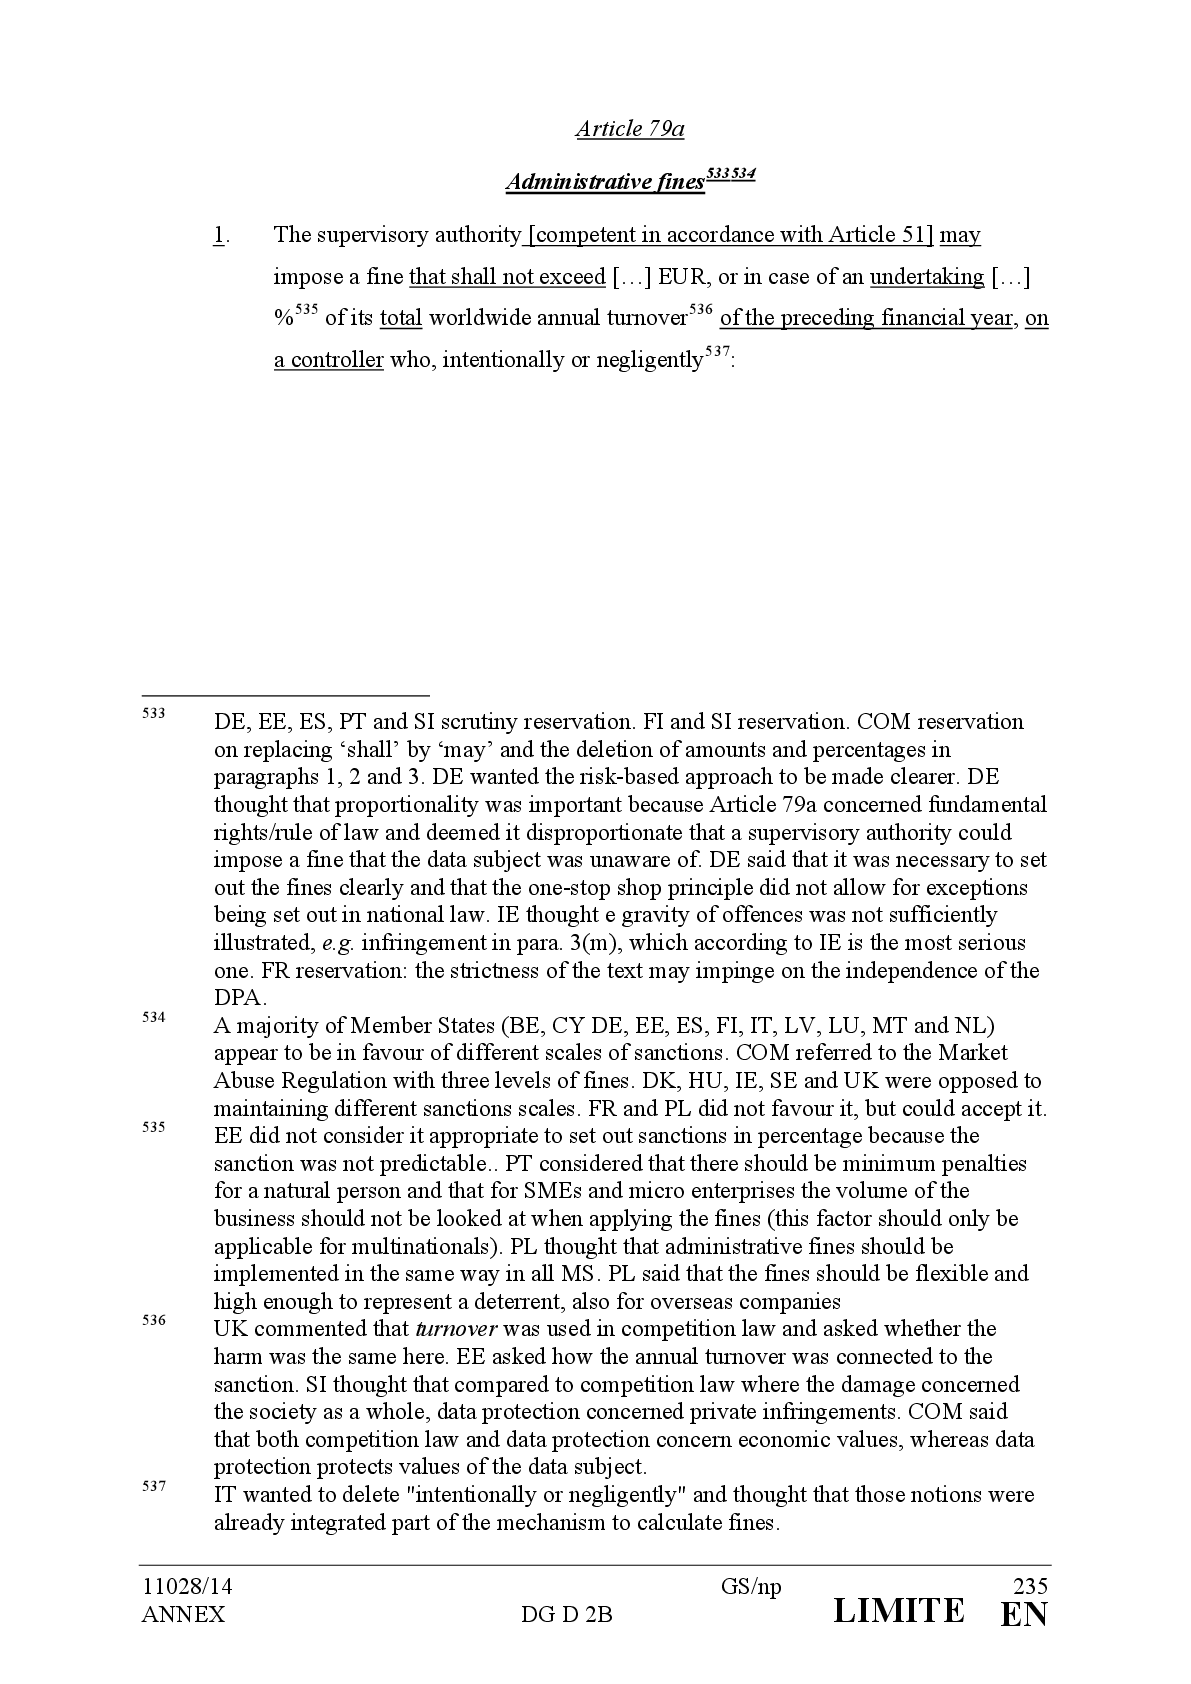 Article 79a
Administrative fines533534
1. The supervisory authority [competent in accordance with Article 51] may
impose a fine that shall not exceed […] EUR, or in case of an undertaking […]
%535 of its total worldwide annual turnover536 of the preceding financial year, on
a controller who, intentionally or negligently537:
533 DE, EE, ES, PT and SI scrutiny reservation. FI and SI reservation. COM reservation
on replacing ‘shall’ by ‘may’ and the deletion of amounts and percentages in
paragraphs 1, 2 and 3. DE wanted the risk-based approach to be made clearer. DE
thought that proportionality was important because Article 79a concerned fundamental
rights/rule of law and deemed it disproportionate that a supervisory authority could
impose a fine that the data subject was unaware of. DE said that it was necessary to set
out the fines clearly and that the one-stop shop principle did not allow for exceptions
being set out in national law. IE thought e gravity of offences was not sufficiently
illustrated, e.g. infringement in para. 3(m), which according to IE is the most serious
one. FR reservation: the strictness of the text may impinge on the independence of the
DPA.
534 A majority of Member States (BE, CY DE, EE, ES, FI, IT, LV, LU, MT and NL)
appear to be in favour of different scales of sanctions. COM referred to the Market
Abuse Regulation with three levels of fines. DK, HU, IE, SE and UK were opposed to
maintaining different sanctions scales. FR and PL did not favour it, but could accept it.
535 EE did not consider it appropriate to set out sanctions in percentage because the
sanction was not predictable.. PT considered that there should be minimum penalties
for a natural person and that for SMEs and micro enterprises the volume of the
business should not be looked at when applying the fines (this factor should only be
applicable for multinationals). PL thought that administrative fines should be
implemented in the same way in all MS. PL said that the fines should be flexible and
high enough to represent a deterrent, also for overseas companies
536 UK commented that turnover was used in competition law and asked whether the
harm was the same here. EE asked how the annual turnover was connected to the
sanction. SI thought that compared to competition law where the damage concerned
the society as a whole, data protection concerned private infringements. COM said
that both competition law and data protection concern economic values, whereas data
protection protects values of the data subject.
537 IT wanted to delete "intentionally or negligently" and thought that those notions were
already integrated part of the mechanism to calculate fines.
11028/14 GS/np 235
ANNEX DG D 2B LIMITE EN